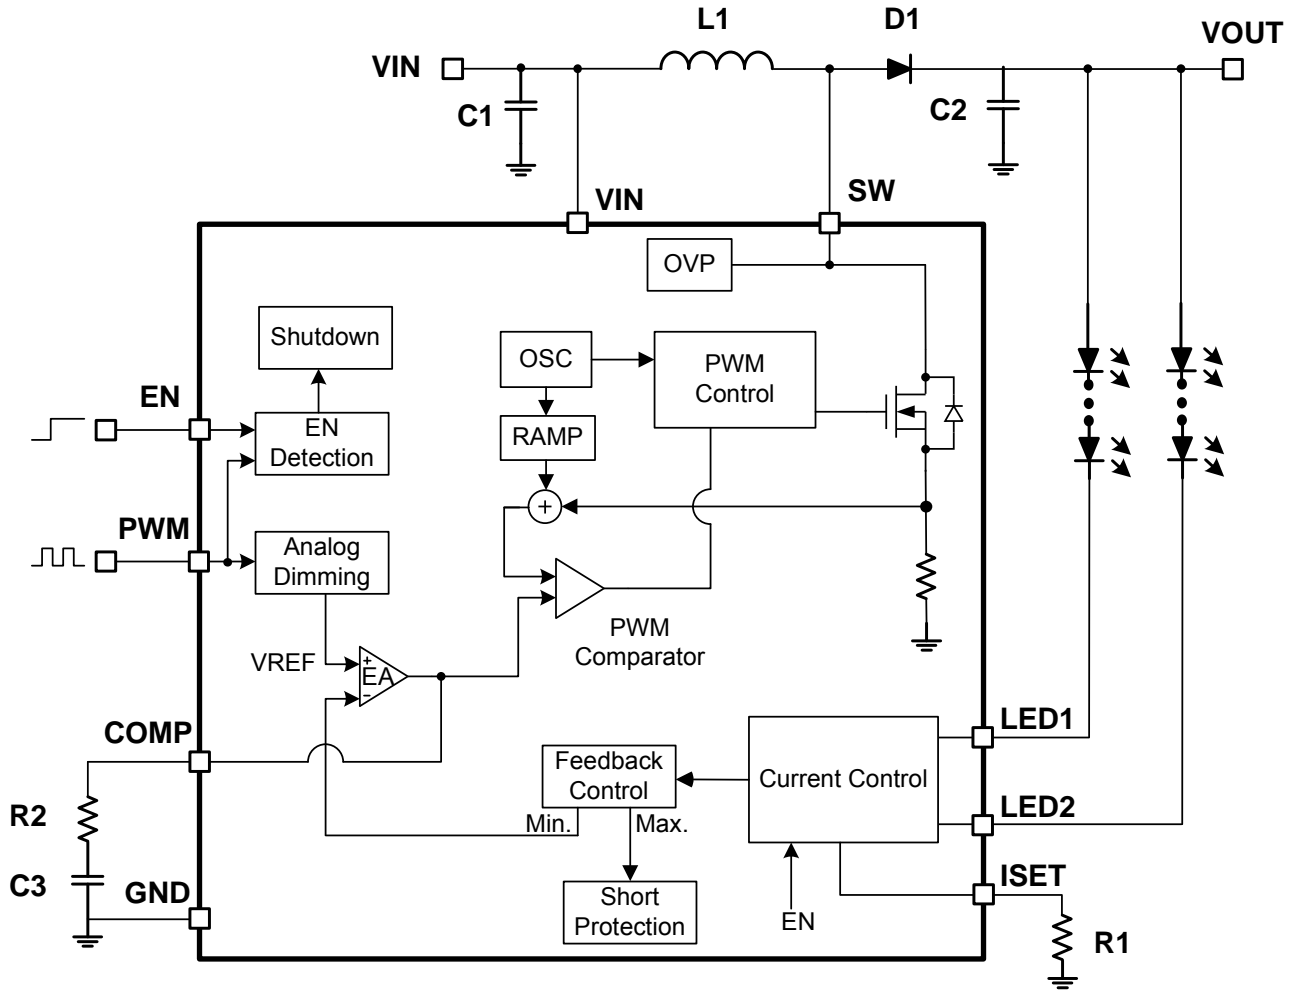 L1
D1
VOUT
VIN
C1
C2
VIN
SW
OVP
Shutdown
OSC
PWM
Control
EN
EN
Detection
RAMP
+
PWM
Analog
Dimming
PWM
Comparator
VREF
+
EA
-
COMP
LED1
Feedback
Control
Current Control
R2
Min.
Max.
LED2
C3
GND
Short
Protection
EN
ISET
R1